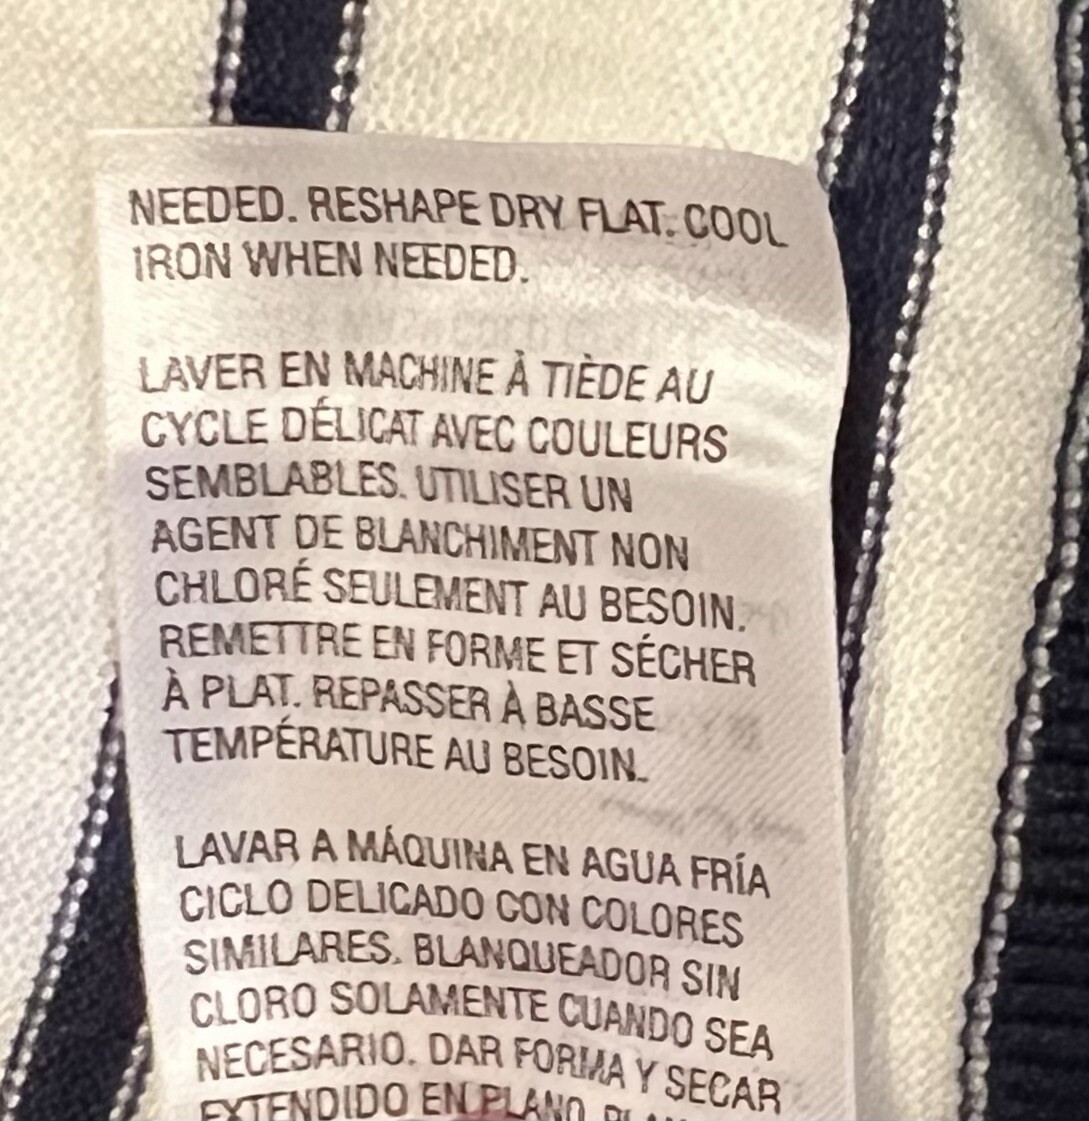 NEEDED. RESHAPE DRY FLAT. COOL
IRON WHEN NEEDED.
LAVER EN MACHINE À TIÈDE AU
CYCLE DÉLICAT AVEC COULEURS
SEMBLABLES. UTILISER UN
AGENT DE BLANCHIMENT NON
CHLORÉ SEULEMENT AU BESOIN.
REMETTRE EN FORME ET SÉCHER
À PLAT. REPASSER À BASSE
TEMPÉRATURE AU BESOIN.
LAVAR A MÁQUINA EN AGUA FRÍA
CICLO DELICADO CON COLORES
SIMILARES. BLANQUEADOR SIN
CLORO SOLAMENTE CUANDO SEA
NECESARIO. DAR FORMA Y SECAR
EXTENDIDO EN PLANO.